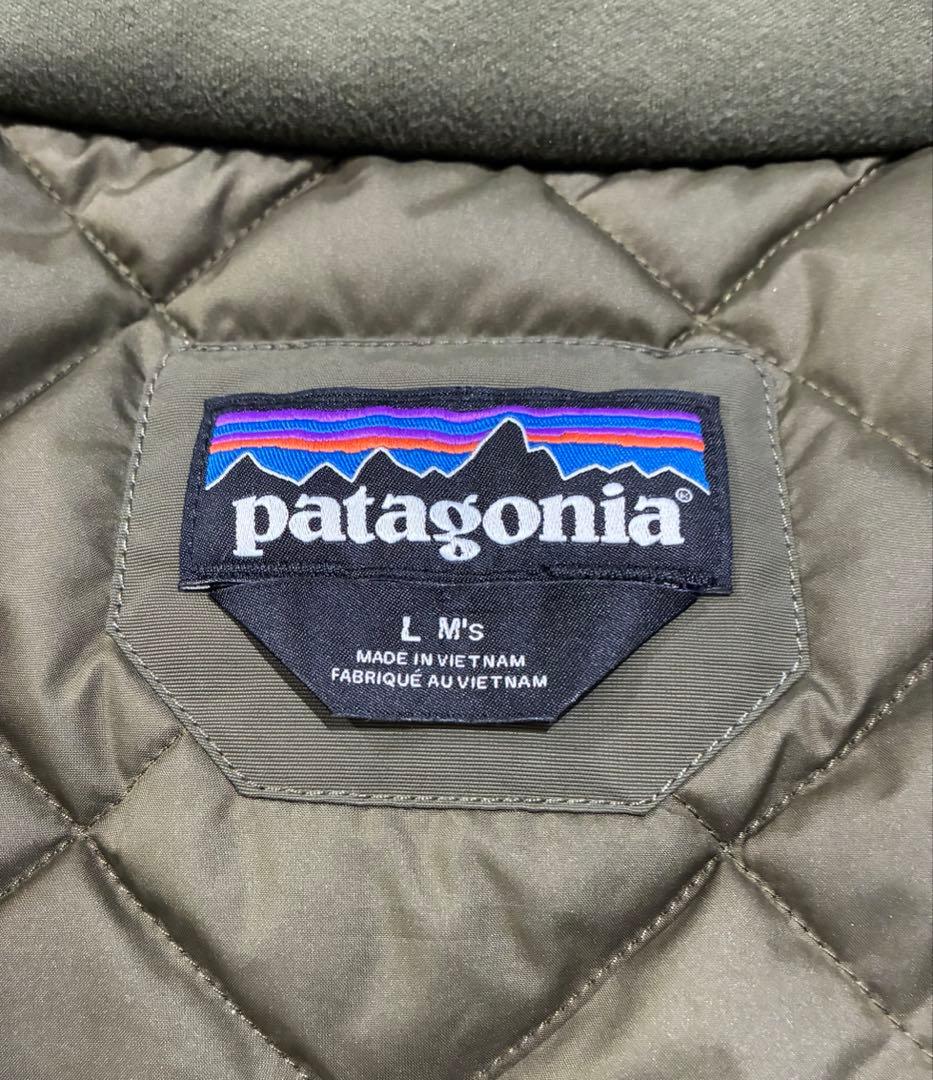 patagonia®
L M's
MADE IN VIETNAM
FABRIQUÉ AU VIETNAM